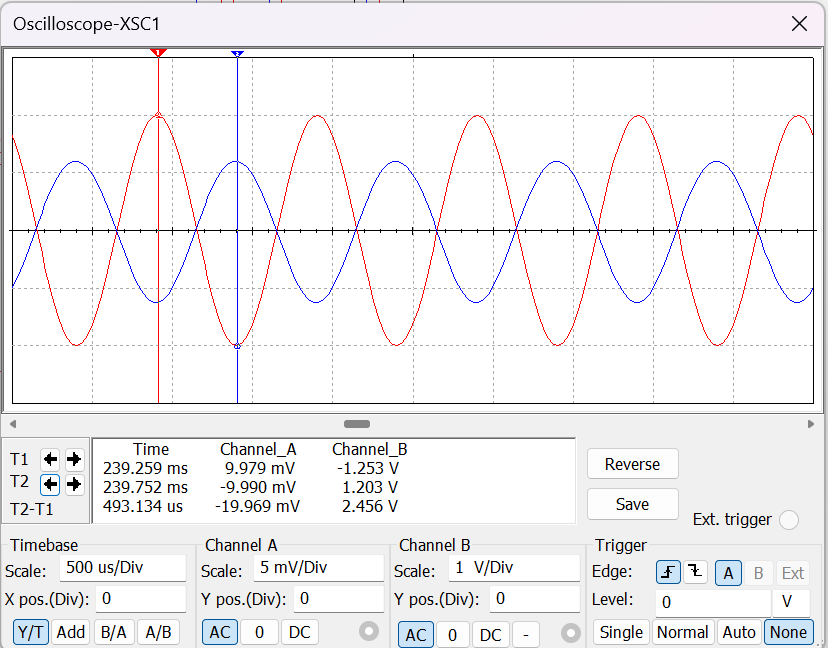 Oscilloscope-XSC1
1
2
T1
T2
T2-T1
Time Channel_A Channel_B
239.259 ms 9.979 mV -1.253 V
239.752 ms -9.990 mV 1.203 V
493.134 us -19.969 mV 2.456 V
Reverse
Save
Ext. trigger
Timebase
Scale: 500 us/Div
X pos.(Div): 0
Y/T Add B/A A/B
Channel A
Scale: 5 mV/Div
Y pos.(Div): 0
AC 0 DC
Channel B
Scale: 1 V/Div
Y pos.(Div): 0
AC 0 DC -
Trigger
Edge: A B Ext
Level: 0 V
Single Normal Auto None